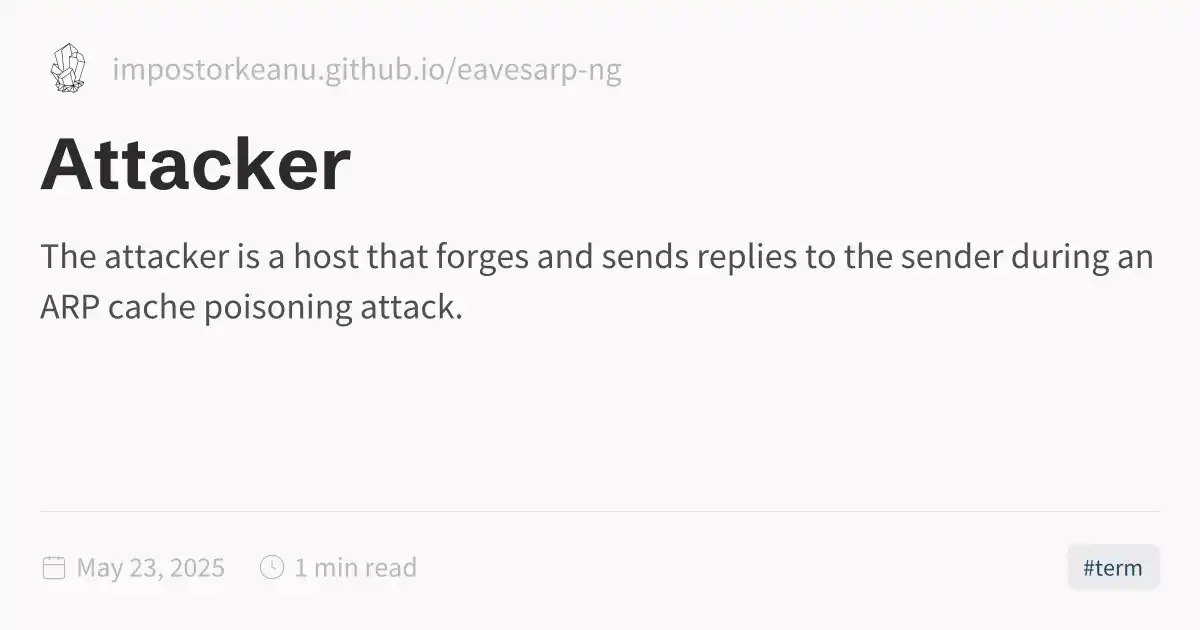 impostorkeanu.github.io/eavesarp-ng
Attacker
The attacker is a host that forges and sends replies to the sender during an
ARP cache poisoning attack.
May 23, 2025
1 min read
#term